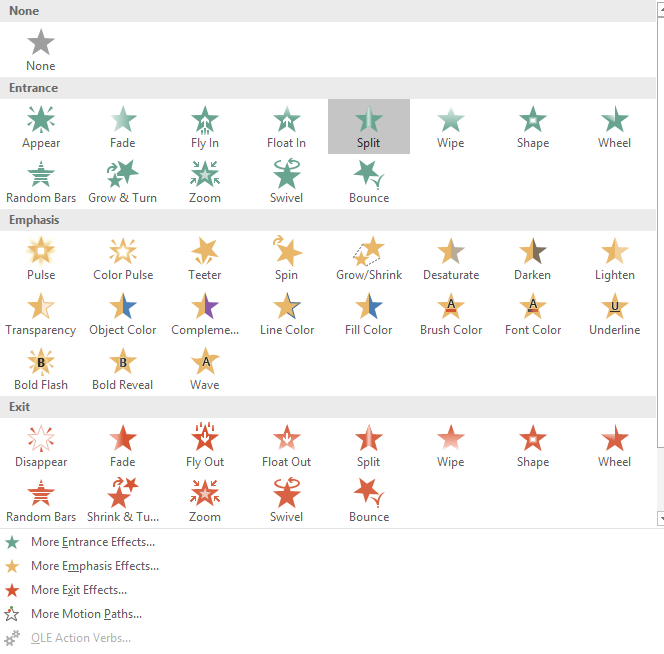 None
None
Entrance
Appear Fade Fly In Float In Split Wipe Shape Wheel
Random Bars Grow & Turn Zoom Swivel Bounce
Emphasis
Pulse Color Pulse Teeter Spin Grow/Shrink Desaturate Darken Lighten
Transparency Object Color Compleme... Line Color Fill Color Brush Color Font Color Underline
Bold Flash Bold Reveal Wave
Exit
Disappear Fade Fly Out Float Out Split Wipe Shape Wheel
Random Bars Shrink & Tu... Zoom Swivel Bounce
More Entrance Effects...
More Emphasis Effects...
More Exit Effects...
More Motion Paths...
OLE Action Verbs...